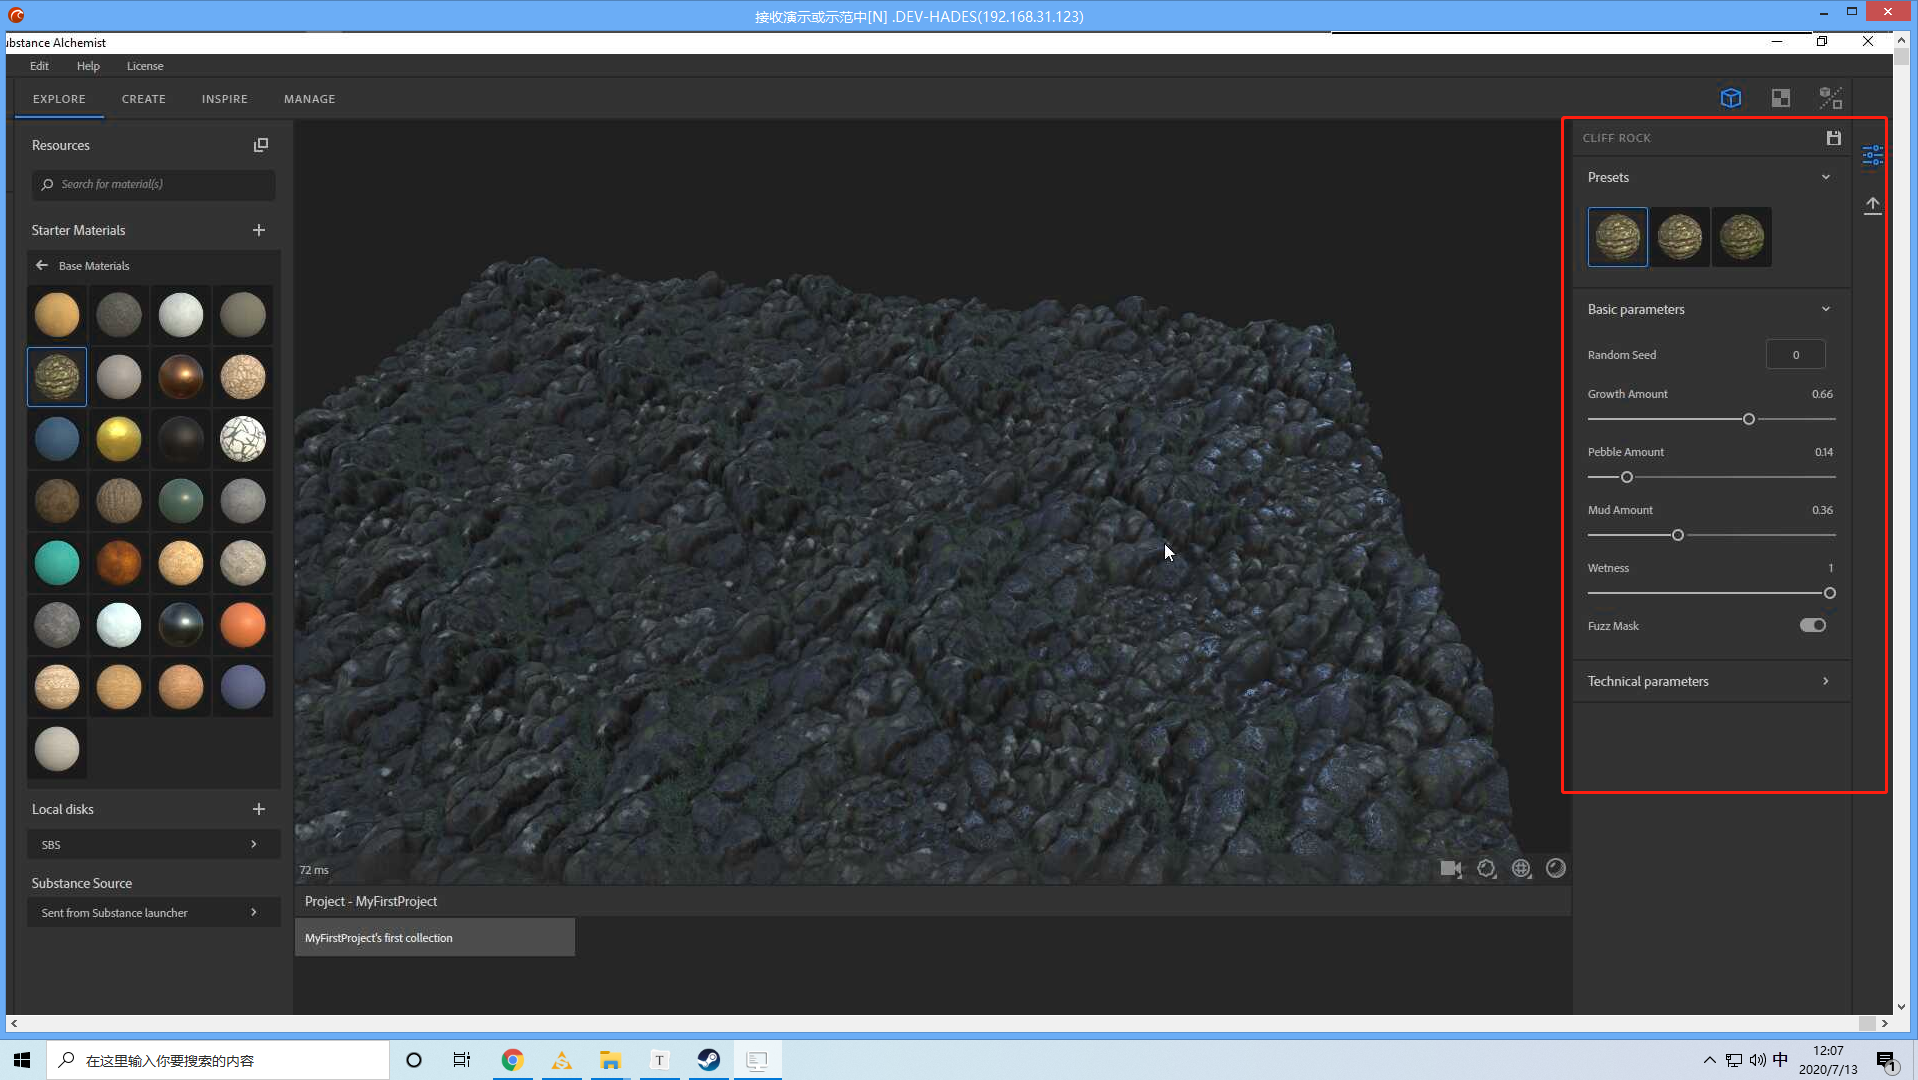 接收演示或示范中[N] .DEV-HADES(192.168.31.123)
ubstance Alchemist
Edit Help License
EXPLORE CREATE INSPIRE MANAGE
Resources
Search for material(s)
Starter Materials
Base Materials
Local disks
SBS
Substance Source
Sent from Substance launcher
72 ms
Project - MyFirstProject
MyFirstProject's first collection
CLIFF ROCK
Presets
Basic parameters
Random Seed 0
Growth Amount 0.66
Pebble Amount 0.14
Mud Amount 0.36
Wetness 1
Fuzz Mask
Technical parameters
在这里输入你要搜索的内容
T
中
12:07
2020/7/13
1